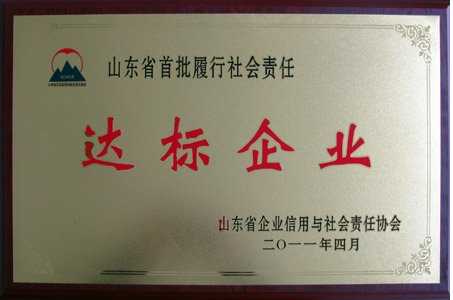 山东省首批履行社会责任
达标企业
山东省企业信用与社会责任协会
二〇一一年四月